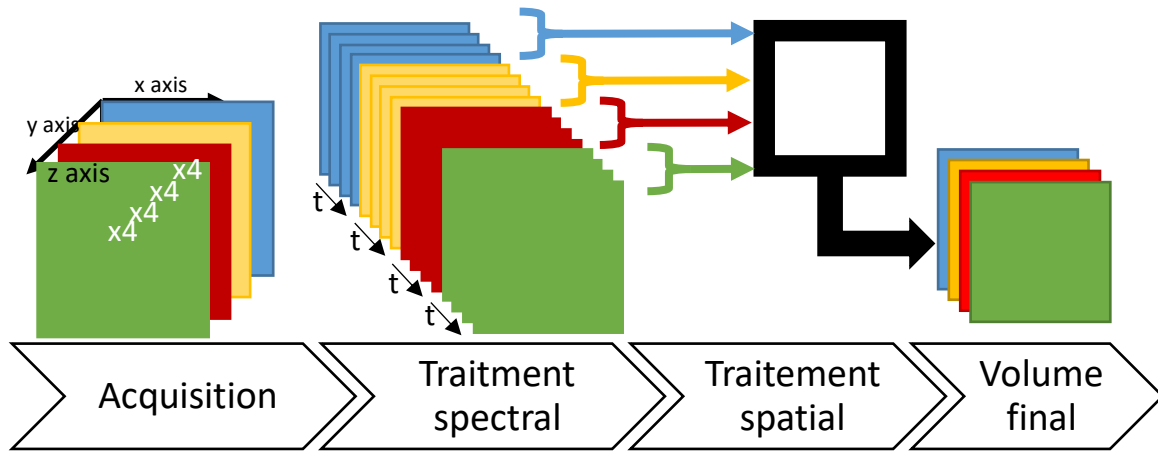 x axis
y axis
z axis
x4
x4
x4
x4
t
t
t
t
Acquisition
Traitment
spectral
Traitement
spatial
Volume
final